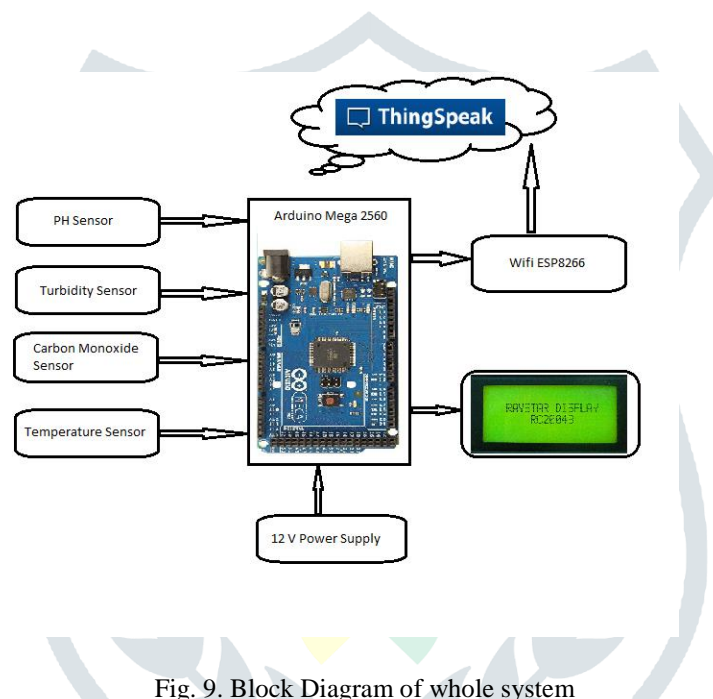 ThingSpeak
Arduino Mega 2560
PH Sensor
Wifi ESP8266
Turbidity Sensor
Carbon Monoxide
Sensor
Temperature Sensor
RAYSTAR DISPLAY
RC20043
12 V Power Supply
Fig. 9. Block Diagram of whole system